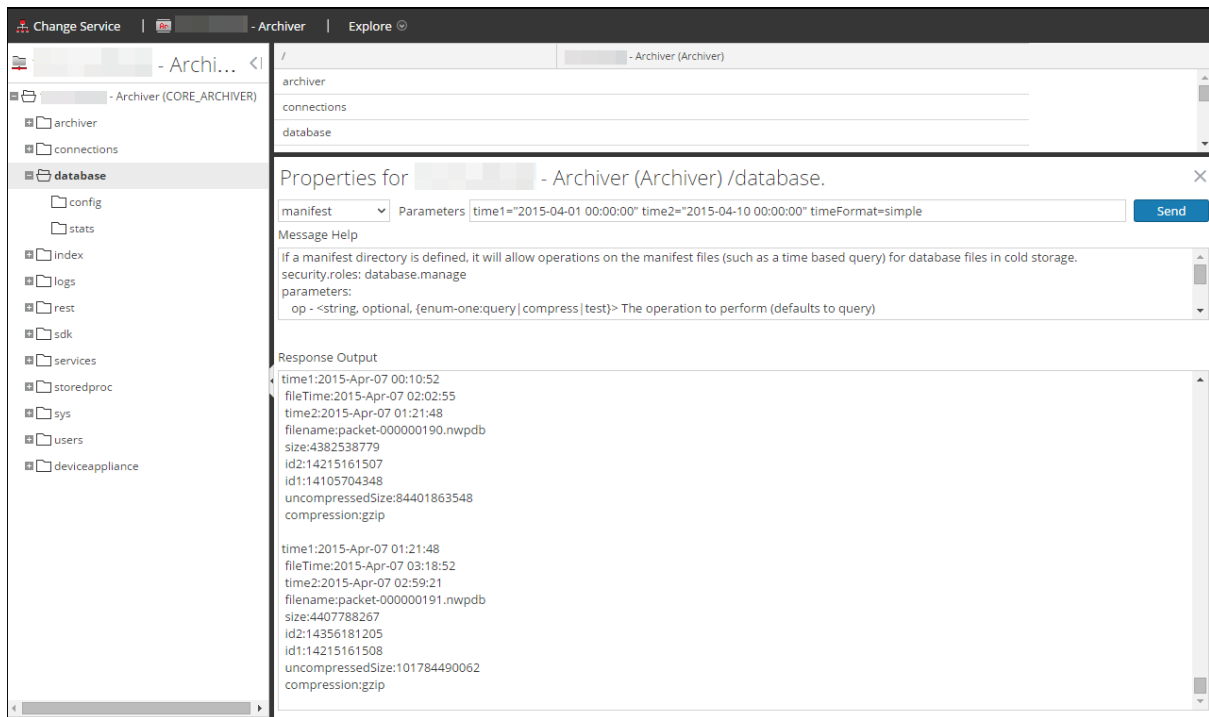 Change Service | - Archiver | Explore
- Archi...
- Archiver (CORE_ARCHIVER)
archiver
connections
database
config
stats
index
logs
rest
sdk
services
storedproc
sys
users
deviceappliance
/ - Archiver (Archiver)
archiver
connections
database
Properties for - Archiver (Archiver) /database.
manifest Parameters time1="2015-04-01 00:00:00" time2="2015-04-10 00:00:00" timeFormat=simple Send
Message Help
If a manifest directory is defined, it will allow operations on the manifest files (such as a time based query) for database files in cold storage.
security.roles: database.manage
parameters:
op - <string, optional, {enum-one:query|compress|test}> The operation to perform (defaults to query)
Response Output
time1:2015-Apr-07 00:10:52
fileTime:2015-Apr-07 02:02:55
time2:2015-Apr-07 01:21:48
filename:packet-000000190.nwpdb
size:4382538779
id2:14215161507
id1:14105704348
uncompressedSize:84401863548
compression:gzip
time1:2015-Apr-07 01:21:48
fileTime:2015-Apr-07 03:18:52
time2:2015-Apr-07 02:59:21
filename:packet-000000191.nwpdb
size:4407788267
id2:14356181205
id1:14215161508
uncompressedSize:101784490062
compression:gzip